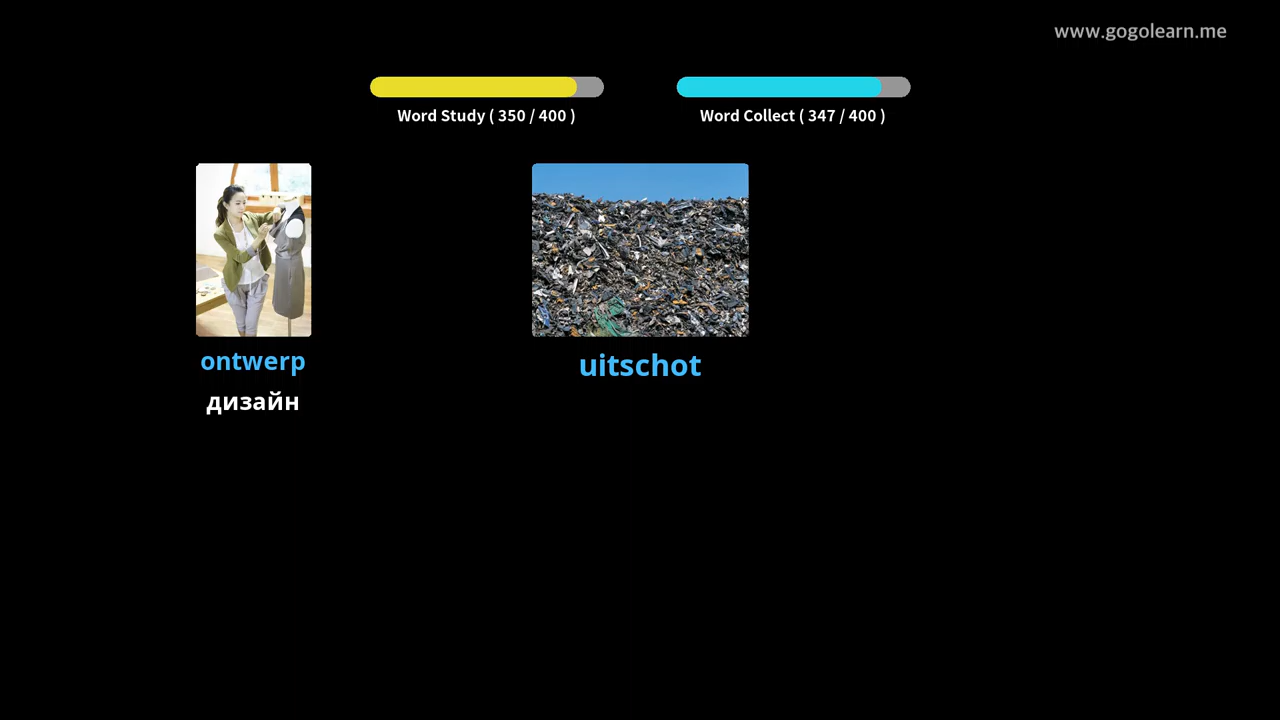 www.gogolearn.me
Word Study ( 350 / 400 )
Word Collect ( 347 / 400 )
ontwerp
дизайн
uitschot